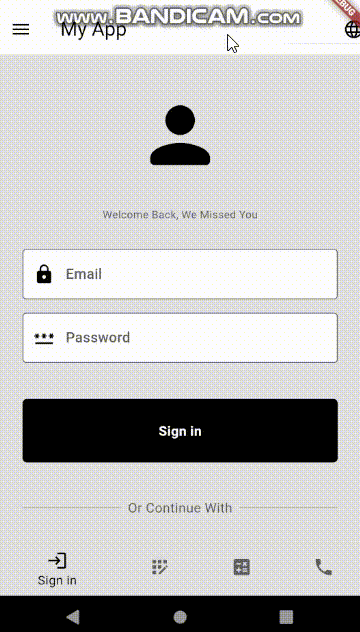 www.BANDICAM.com
My App
Welcome Back, We Missed You
Email
Password
Sign in
Or Continue With
Sign in